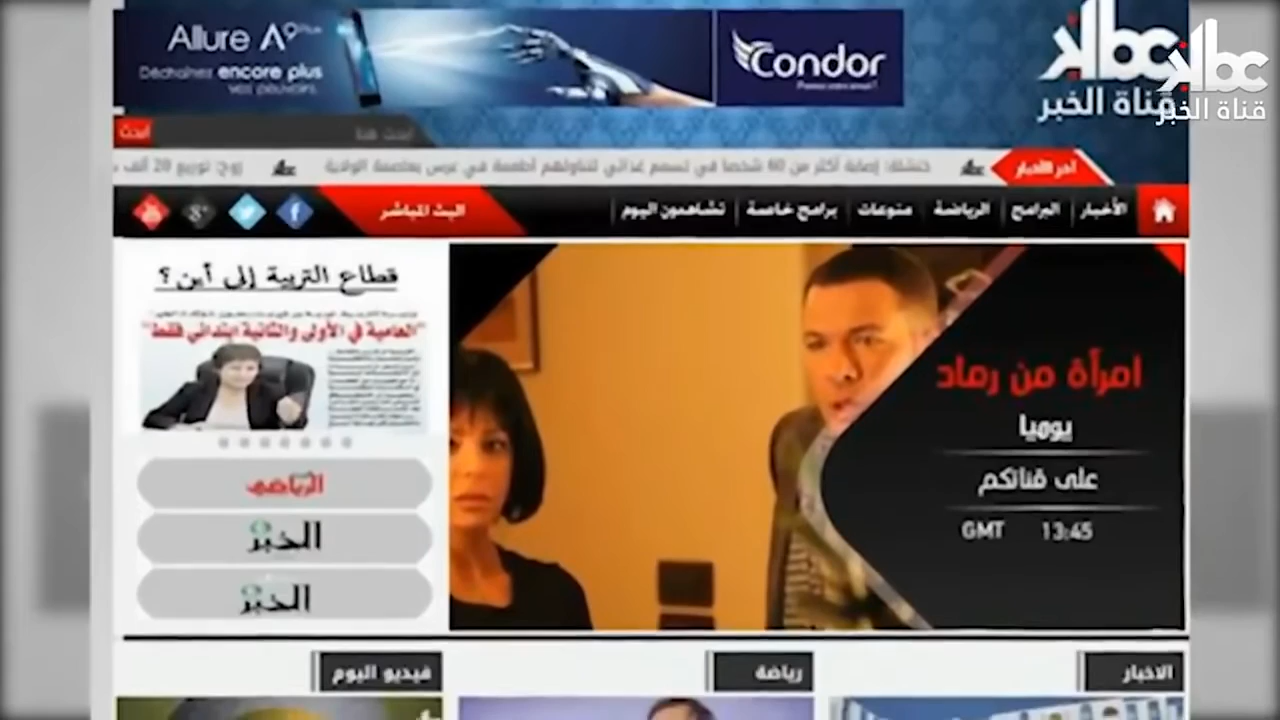 Allure A9 Plus
Déchaînez encore plus
vos pouvoirs.
Condor
kbc
قناة الخبر
kbc
قناة الخبر
ابحث
ابحث هنا
آخر الأخبار
خنشلة: إصابة أكثر من 60 شخصا في تسمم غذائي لتناولهم أطعمة في عرس بعاصمة الولاية
توزيع 20 ألف
الأخبار
البرامج
الرياضة
منوعات
برامج خاصة
تشاهدون اليوم
البث المباشر
قطاع التربية إلى أين ؟
"العامية في الأولى والثانية ابتدائي فقط"
امرأة من رماد
يوميا
على قناتكم
13:45 GMT
الرياضي
الخبر
الخبر
الاخبار
رياضة
فيديو اليوم